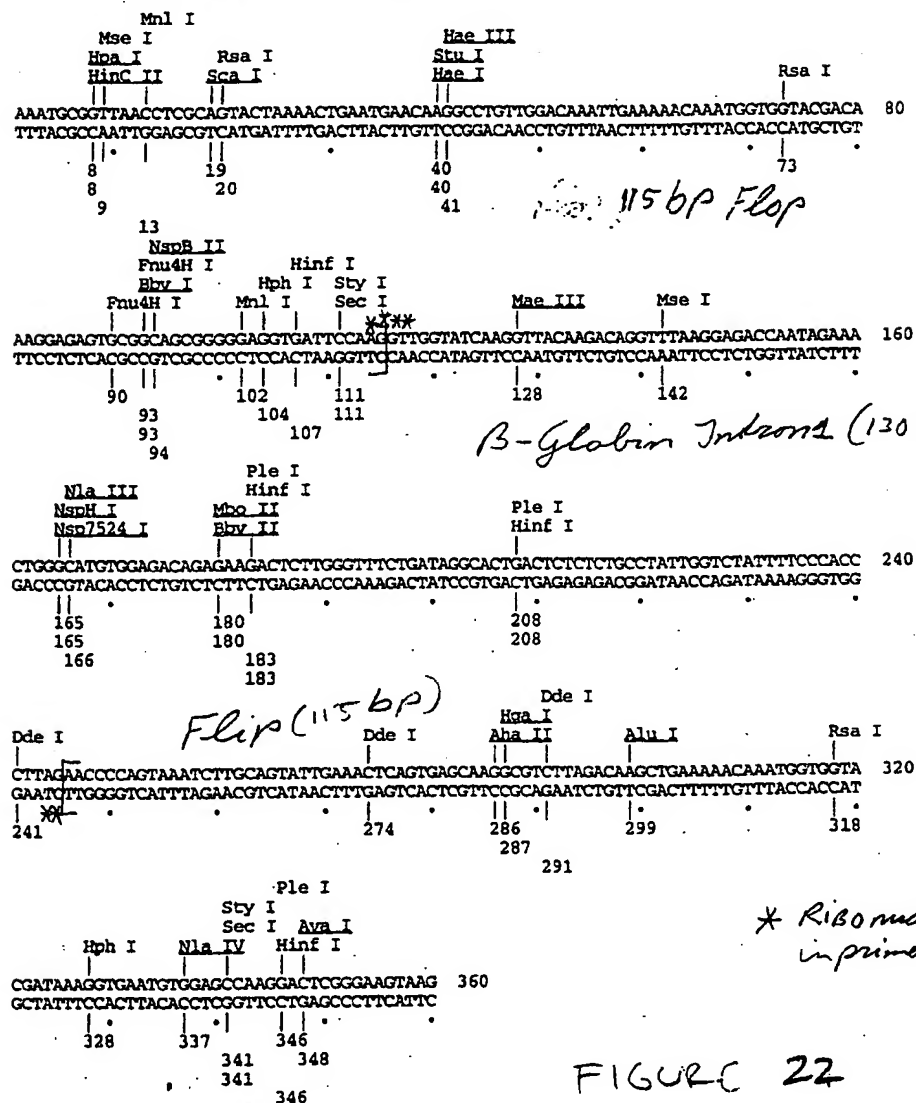 Mnl I
Mse I
Hpa I Rsa I Hae III
HinC II Sca I Stu I
Hae I Rsa I
AAATGCGGTTAACCTCGCAGTACTAAAACTGAATGAACAAGGCCTGTTGGACAAATTGAAAAACAAATGGTGGTACGACA 80
TTTACGCCAATTGGAGCGTCATGATTTTGACTTACTTGTTCCGGACAACCTGTTTAACTTTTTGTTTACCACCATGCTGT
8 19 40 73
8 20 40
9 41
13
115 bp Flop
NspB II
Fnu4H I Hinf I
Bbv I Hph I Sty I
Fnu4H I Mnl I Sec I Mae III Mse I
AAGGAGAGTGCGGCAGCGGGGGAGGTGATTCCAAGGTTGGTATCAAGGTTACAAGACAGGTTTAAGGAGACCAATAGAAA 160
TTCCTCTCACGCCGTCGCCCCCTCCACTAAGGTTCCAACCATAGTTCCAATGTTCTGTCCAAATTCCTCTGGTTATCTTT
90 93 102 111 128 142
93 104 111
94 107
β-Globin Intron 1 (130
Ple I
Nla III Hinf I
NspH I Mbo II Ple I
Nsp7524 I Bbv II Hinf I
CTGGGCATGTGGAGACAGAGAAGACTCTTGGGTTTCTGATAGGCACTGACTCTCTCTGCCTATTGGTCTATTTTCCCACC 240
GACCCGTACACCTCTGTCTCTTCTGAGAACCCAAAGACTATCCGTGACTGAGAGAGACGGATAACCAGATAAAAGGGTGG
165 180 208
165 180 208
166 183
183
Flip (115 bp)
Dde I
Hga I
Dde I Dde I Aha II Alu I Rsa I
CTTAGAACCCCAGTAAATCTTGCAGTATTGAAACTCAGTGAGCAAGGCGTCTTAGACAAGCTGAAAAACAAATGGTGGTA 320
GAATCTTGGGGTCATTTAGAACGTCATAACTTTGAGTCACTCGTTCCGCAGAATCTGTTCGACTTTTTGTTTACCACCAT
241 274 286 299 318
287
291
Ple I
Sty I
Sec I Ava I
Hph I Nla IV Hinf I
CGATAAAGGTGAATGTGGAGCCAAGGACTCGGGAAGTAAG 360
GCTATTTCCACTTACACCTCGGTTCCTGAGCCCTTCATTC
328 337 346
341 348
341
346
* Ribonuc
in prime
FIGURE 22